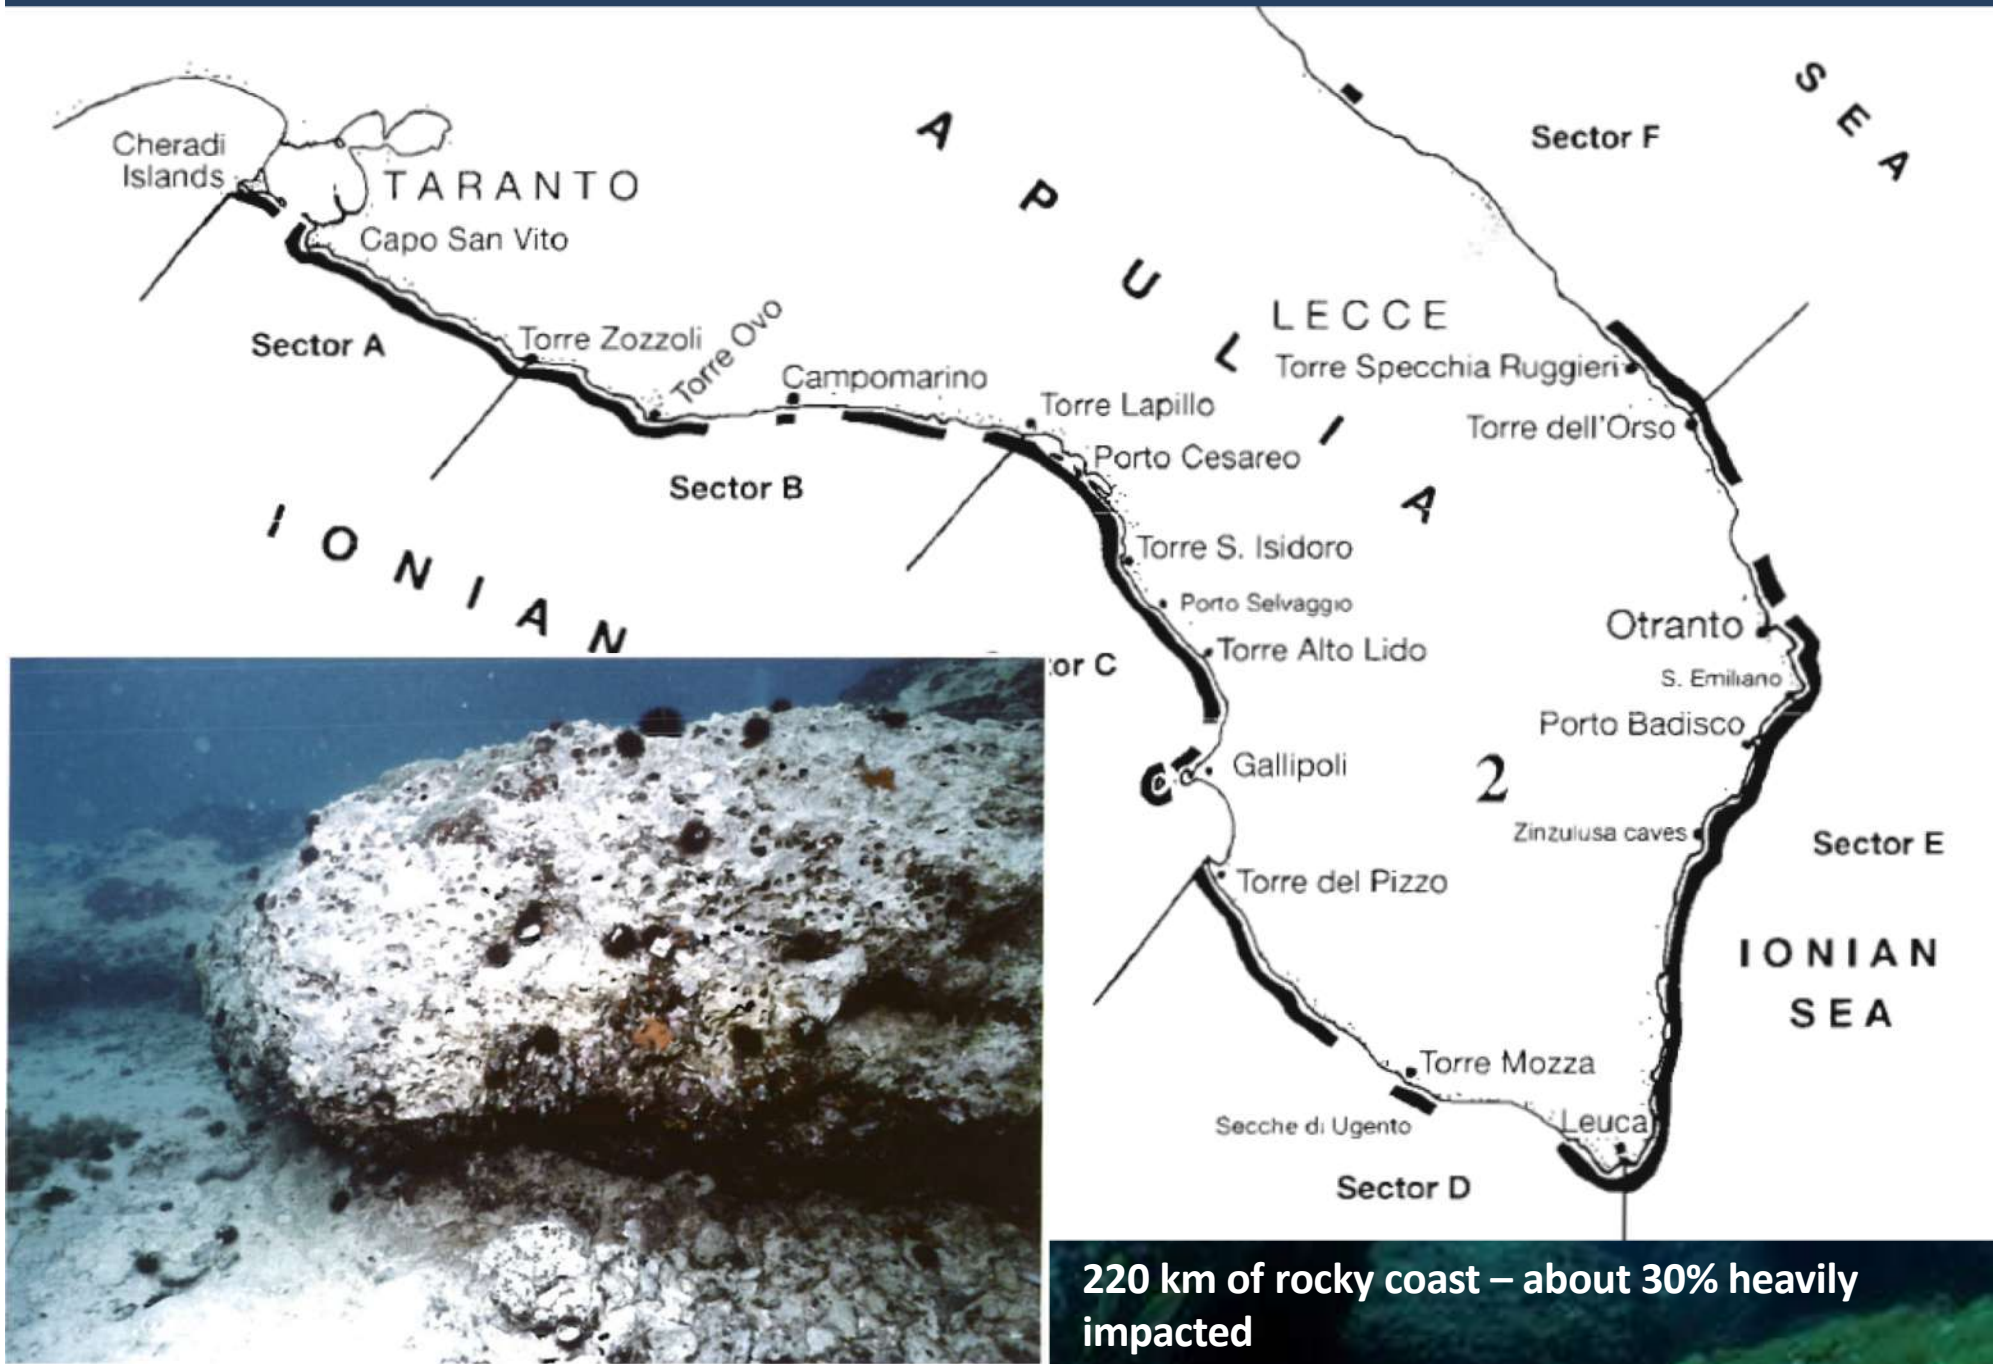 SEA
Sector F
Cheradi
Islands
TARANTO
Capo San Vito
APULIA
LECCE
Sector A
Torre Zozzoli
Torre Ovo
Campomarino
Torre Specchia Ruggieri
Torre Lapillo
Torre dell'Orso
Porto Cesareo
Sector B
IONIAN
Torre S. Isidoro
Porto Selvaggio
Otranto
Torre Alto Lido
or C
S. Emiliano
Porto Badisco
Gallipoli
2
Zinzulusa caves
Sector E
Torre del Pizzo
IONIAN
SEA
Torre Mozza
Secche di Ugento
Leuca
Sector D
220 km of rocky coast – about 30% heavily
impacted